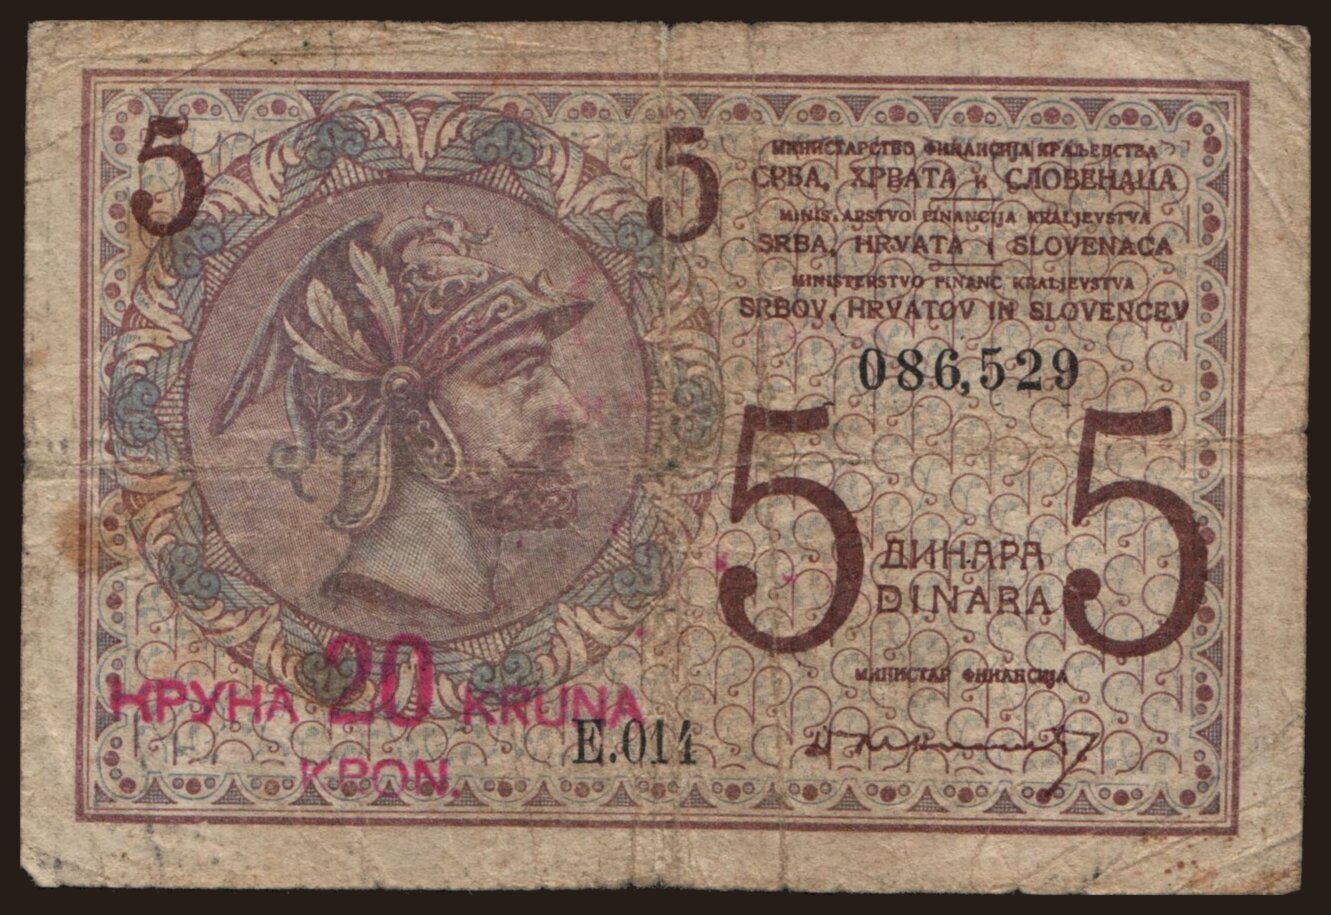 5
5
МИНИСТАРСТВО ФИНАНСИЈА КРАЉЕВСТВА
СРБА, ХРВАТА и СЛОВЕНАЦА
MINISTARSTVO FINANCIJA KRALJEVSTVA
SRBA, HRVATA I SLOVENACA
MINISTERSTVO FINANC KRALJEVSTVA
SRBOV, HRVATOV IN SLOVENCEV
086,529
5
5
ДИНАРА
DINARA
МИНИСТАР ФИНАНСИЈА
КРУНА 20 KRUNA
KRON.
E.014